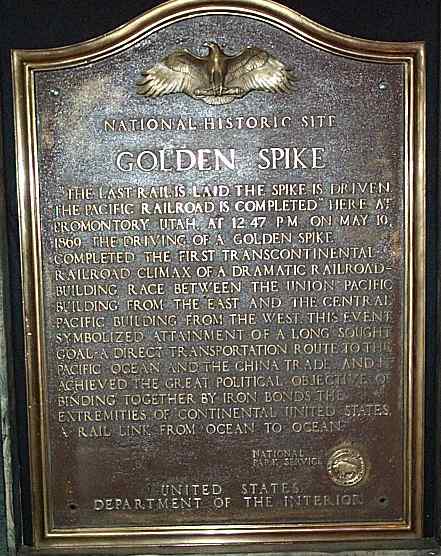 NATIONAL HISTORIC SITE
GOLDEN SPIKE
"THE LAST RAIL IS LAID THE SPIKE IS DRIVEN
THE PACIFIC RAILROAD IS COMPLETED" HERE AT
PROMONTORY, UTAH, AT 12:47 P.M. ON MAY 10,
1869, THE DRIVING OF A GOLDEN SPIKE
COMPLETED THE FIRST TRANSCONTINENTAL
RAILROAD CLIMAX OF A DRAMATIC RAILROAD-
BUILDING RACE BETWEEN THE UNION PACIFIC
BUILDING FROM THE EAST AND THE CENTRAL
PACIFIC BUILDING FROM THE WEST. THIS EVENT
SYMBOLIZED ATTAINMENT OF A LONG SOUGHT
GOAL-A DIRECT TRANSPORTATION ROUTE TO THE
PACIFIC OCEAN AND THE CHINA TRADE AND IT
ACHIEVED THE GREAT POLITICAL OBJECTIVE OF
BINDING TOGETHER BY IRON BONDS THE
EXTREMITIES OF CONTINENTAL UNITED STATES,
A RAIL LINK FROM OCEAN TO OCEAN
NATIONAL
PARK SERVICE
UNITED STATES
DEPARTMENT OF THE INTERIOR